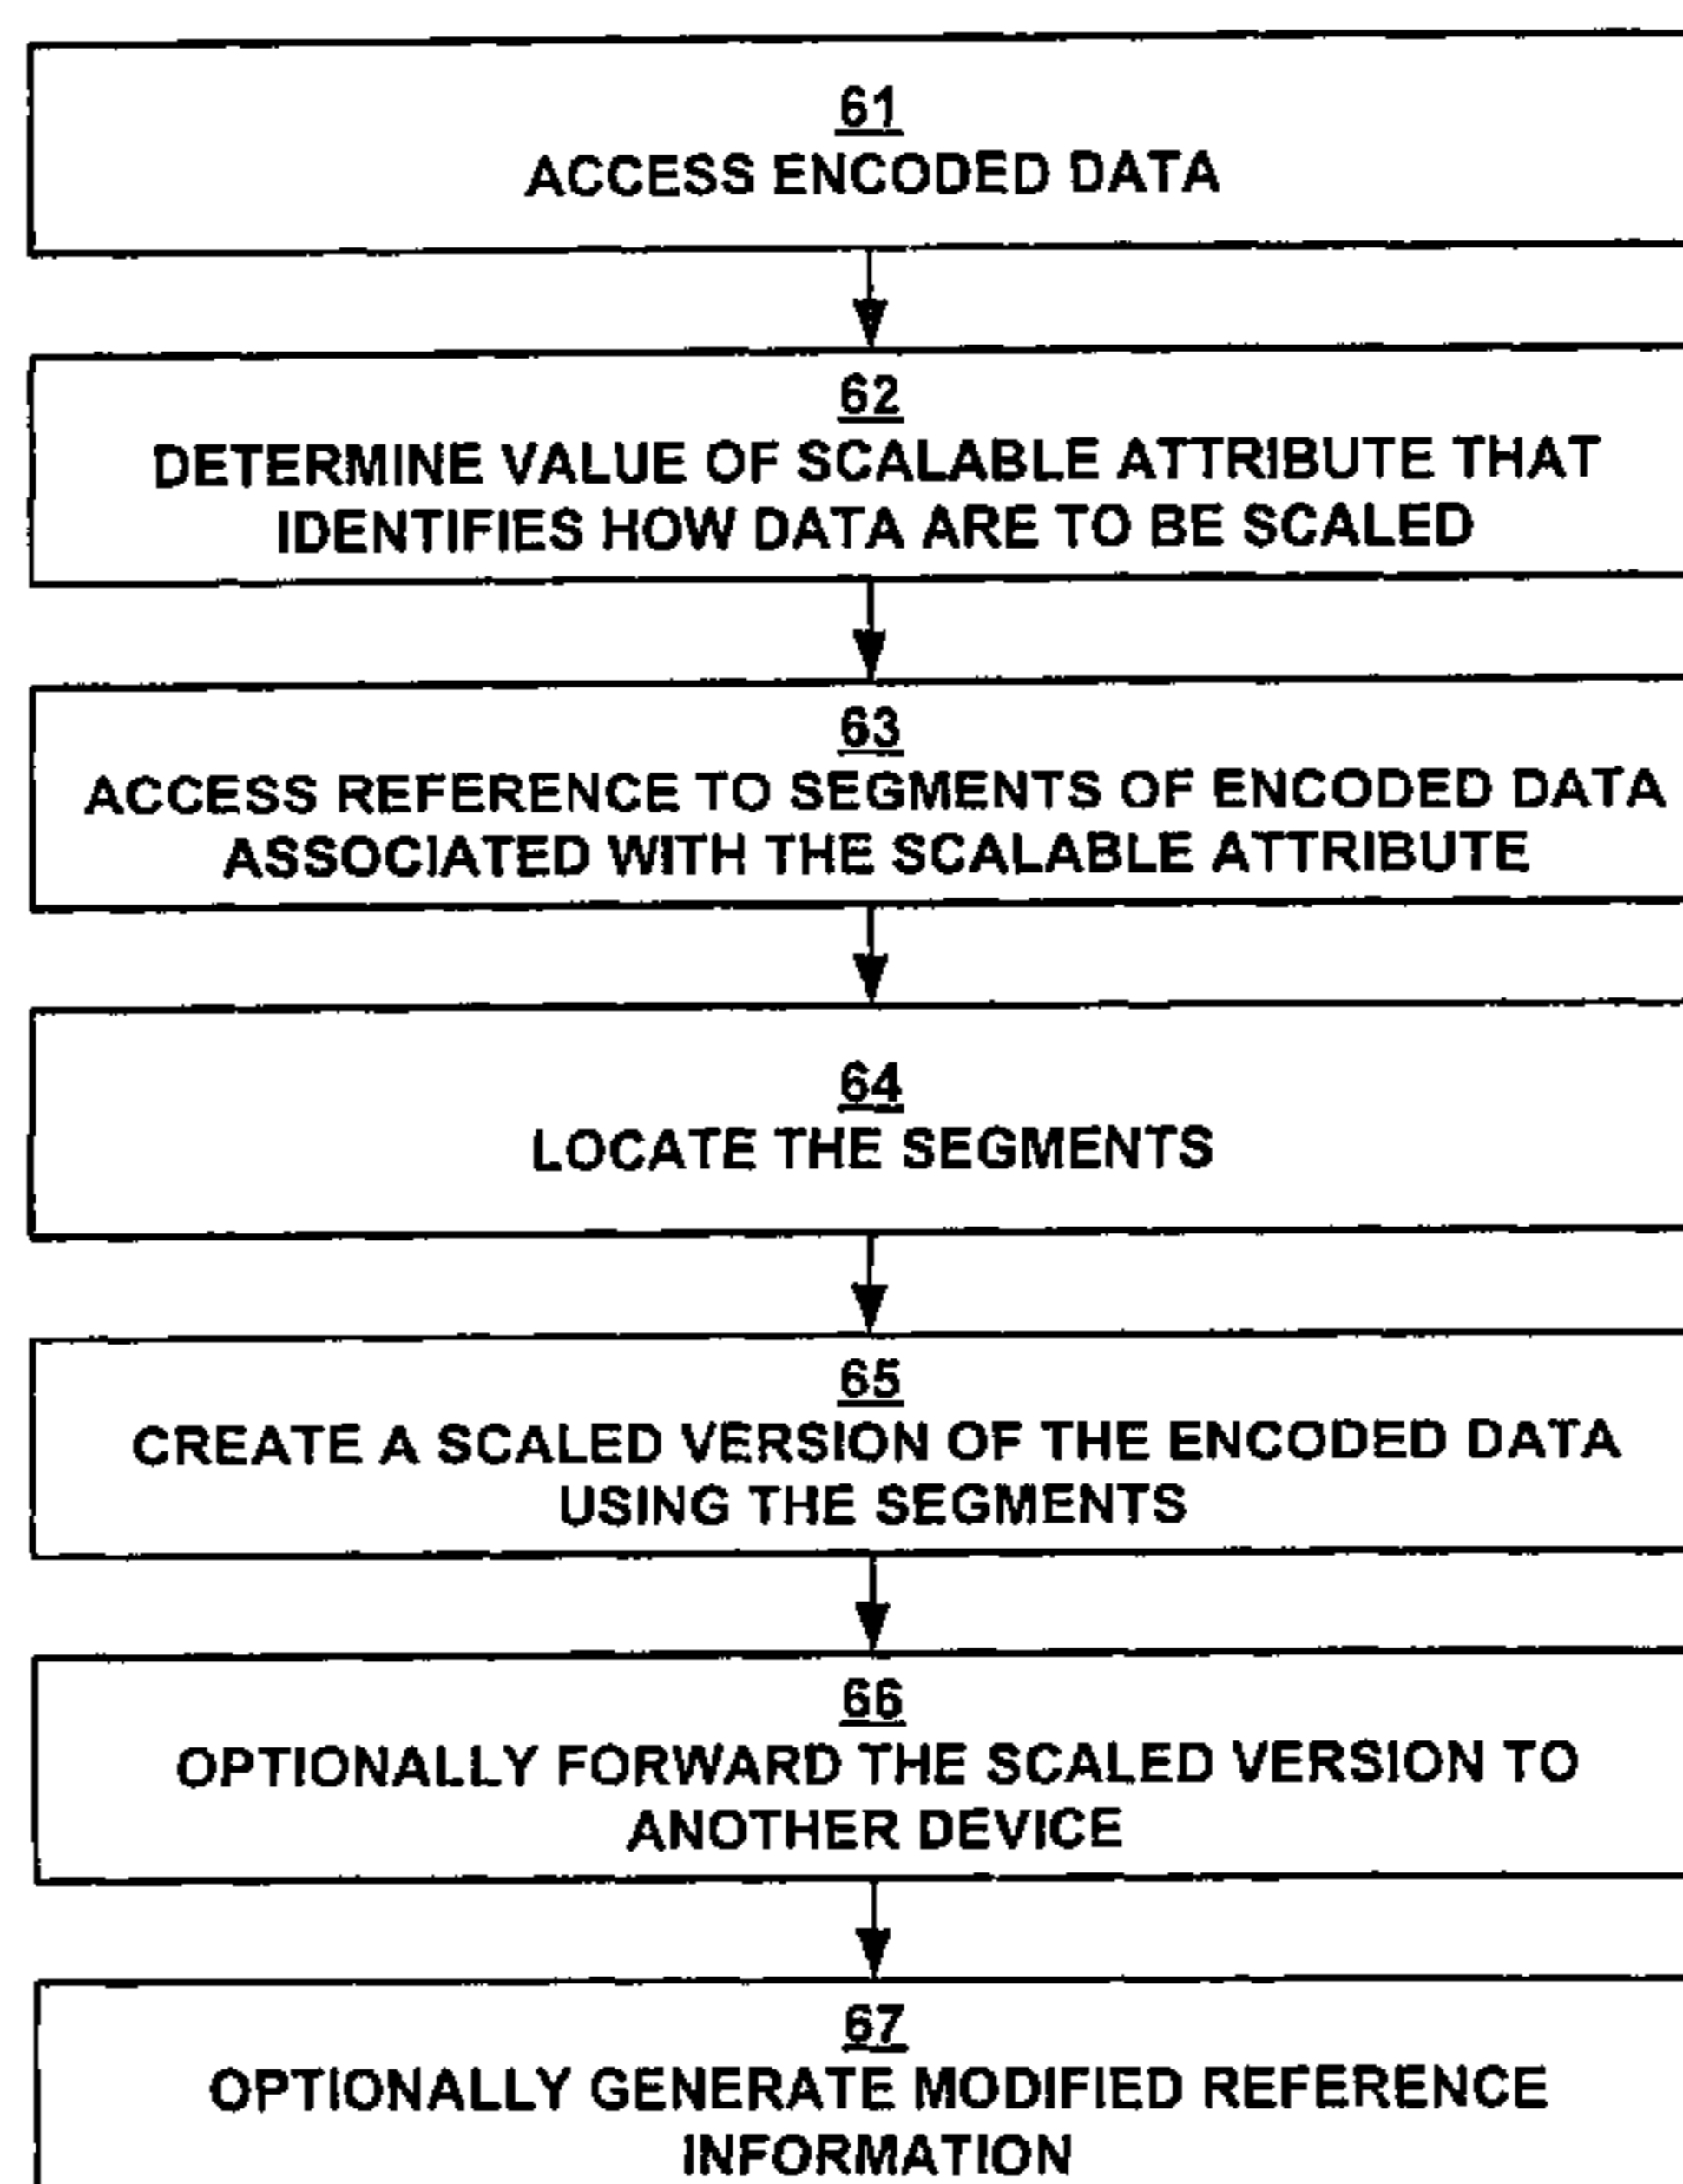 61
ACCESS ENCODED DATA
62
DETERMINE VALUE OF SCALABLE ATTRIBUTE THAT
IDENTIFIES HOW DATA ARE TO BE SCALED
63
ACCESS REFERENCE TO SEGMENTS OF ENCODED DATA
ASSOCIATED WITH THE SCALABLE ATTRIBUTE
64
LOCATE THE SEGMENTS
65
CREATE A SCALED VERSION OF THE ENCODED DATA
USING THE SEGMENTS
66
OPTIONALLY FORWARD THE SCALED VERSION TO
ANOTHER DEVICE
67
OPTIONALLY GENERATE MODIFIED REFERENCE
INFORMATION